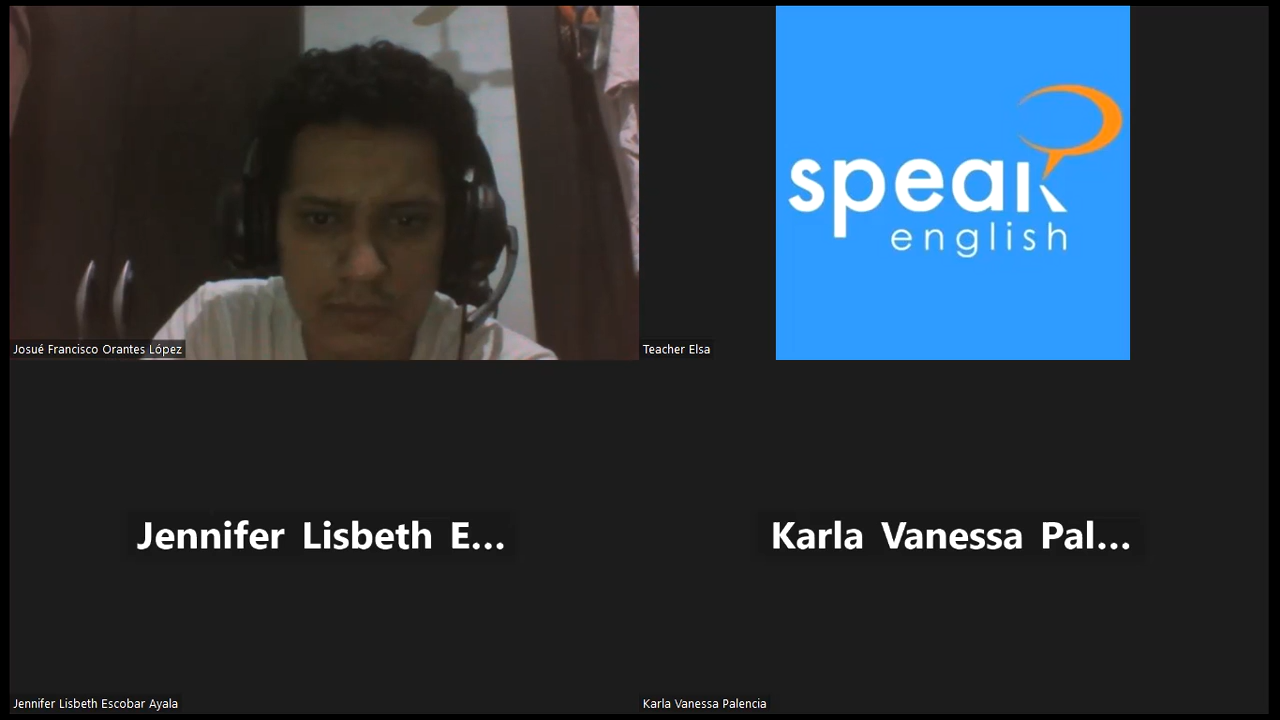 speak
english
Josué Francisco Orantes López
Teacher Elsa
Jennifer Lisbeth E...
Karla Vanessa Pal...
Jennifer Lisbeth Escobar Ayala
Karla Vanessa Palencia